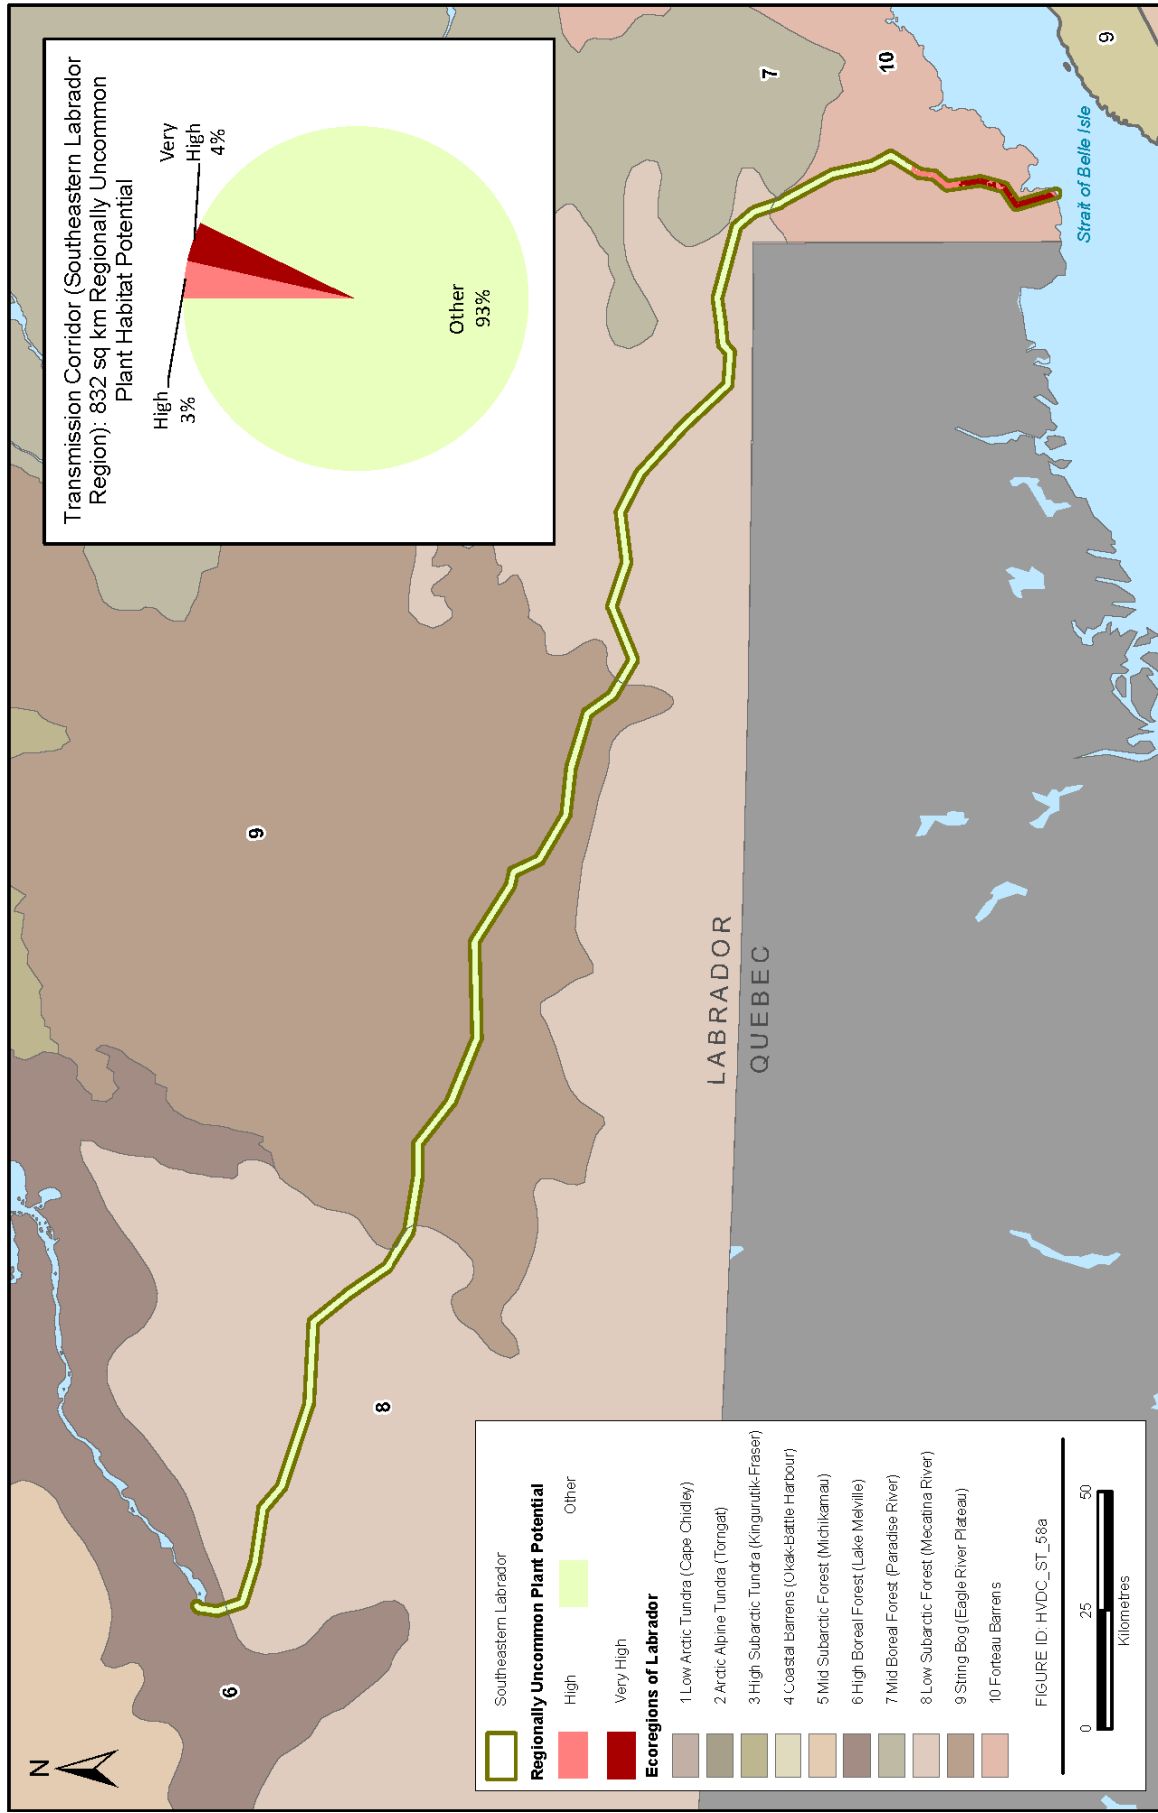 N
Transmission Corridor (Southeastern Labrador
Region): 832 sq km Regionally Uncommon
Plant Habitat Potential
High
3%
Very
High
4%
Other
93%
6
8
9
7
10
9
LABRADOR
QUEBEC
Strait of Belle Isle
Southeastern Labrador
Regionally Uncommon Plant Potential
High
Other
Very High
Ecoregions of Labrador
1 Low Arctic Tundra (Cape Chidley)
2 Arctic Alpine Tundra (Torngat)
3 High Subarctic Tundra (Kingurutik-Fraser)
4 Coastal Barrens (Okak-Battle Harbour)
5 Mid Subarctic Forest (Michikamau)
6 High Boreal Forest (Lake Melville)
7 Mid Boreal Forest (Paradise River)
8 Low Subarctic Forest (Mecatina River)
9 String Bog (Eagle River Plateau)
10 Forteau Barrens
FIGURE ID: HVDC_ST_58a
0
25
50
Kilometres